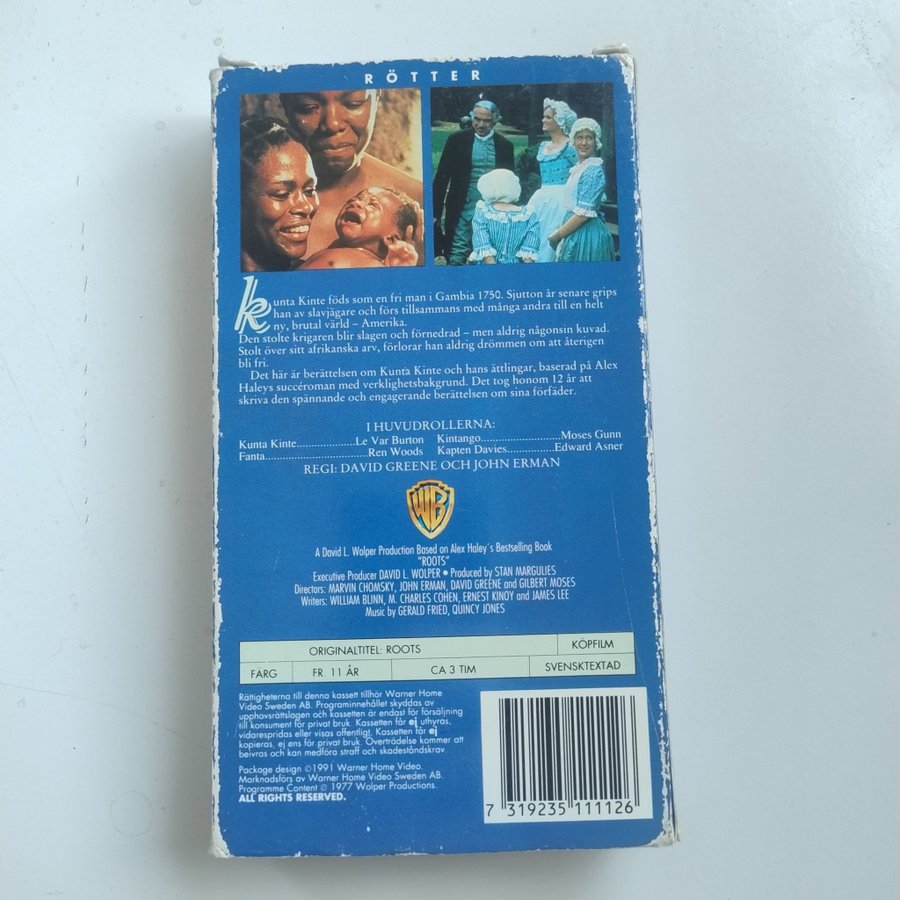 RÖTTER
Kunta Kinte föds som en fri man i Gambia 1750. Sjutton år senare grips
han av slavjägare och förs tillsammans med många andra till en helt
ny, brutal värld – Amerika.
Den stolte krigaren blir slagen och förnedrad – men aldrig någonsin kuvad.
Stolt över sitt afrikanska arv, förlorar han aldrig drömmen om att återigen
bli fri.
Det här är berättelsen om Kunta Kinte och hans ättlingar, baserad på Alex
Haleys succéroman med verklighetsbakgrund. Det tog honom 12 år att
skriva den spännande och engagerande berättelsen om sina förfäder.
I HUVUDROLLERNA:
Kunta Kinte....................Le Var Burton Kintango...........................Moses Gunn
Fanta...................................Ren Woods Kapten Davies................Edward Asner
REGI: DAVID GREENE OCH JOHN ERMAN
WB
A David L. Wolper Production Based on Alex Haley's Bestselling Book
"ROOTS"
Executive Producer DAVID L. WOLPER • Produced by STAN MARGULIES
Directors: MARVIN CHOMSKY, JOHN ERMAN, DAVID GREENE and GILBERT MOSES
Writers: WILLIAM BLINN, M. CHARLES COHEN, ERNEST KINOY and JAMES LEE
Music by GERALD FRIED, QUINCY JONES
ORIGINALTITEL: ROOTS KÖPFILM
FÄRG FR. 11 ÅR CA 3 TIM SVENSKTEXTAD
Rättigheterna till denna kassett tillhör Warner Home
Video Sweden AB. Programinnehållet skyddas av
upphovsrättslagen och kassetten är endast för försäljning
till konsument för privat bruk. Kassetten får ej uthyras,
vidarespridas eller visas offentligt. Kassetten får ej
kopieras, ej ens för privat bruk. Överträdelse kommer att
beivras och kan medföra straff och skadeståndskrav.
Package design ©1991 Warner Home Video.
Marknadsförs av Warner Home Video Sweden AB.
Programme Content © 1977 Wolper Productions.
ALL RIGHTS RESERVED.
7 319235 111126